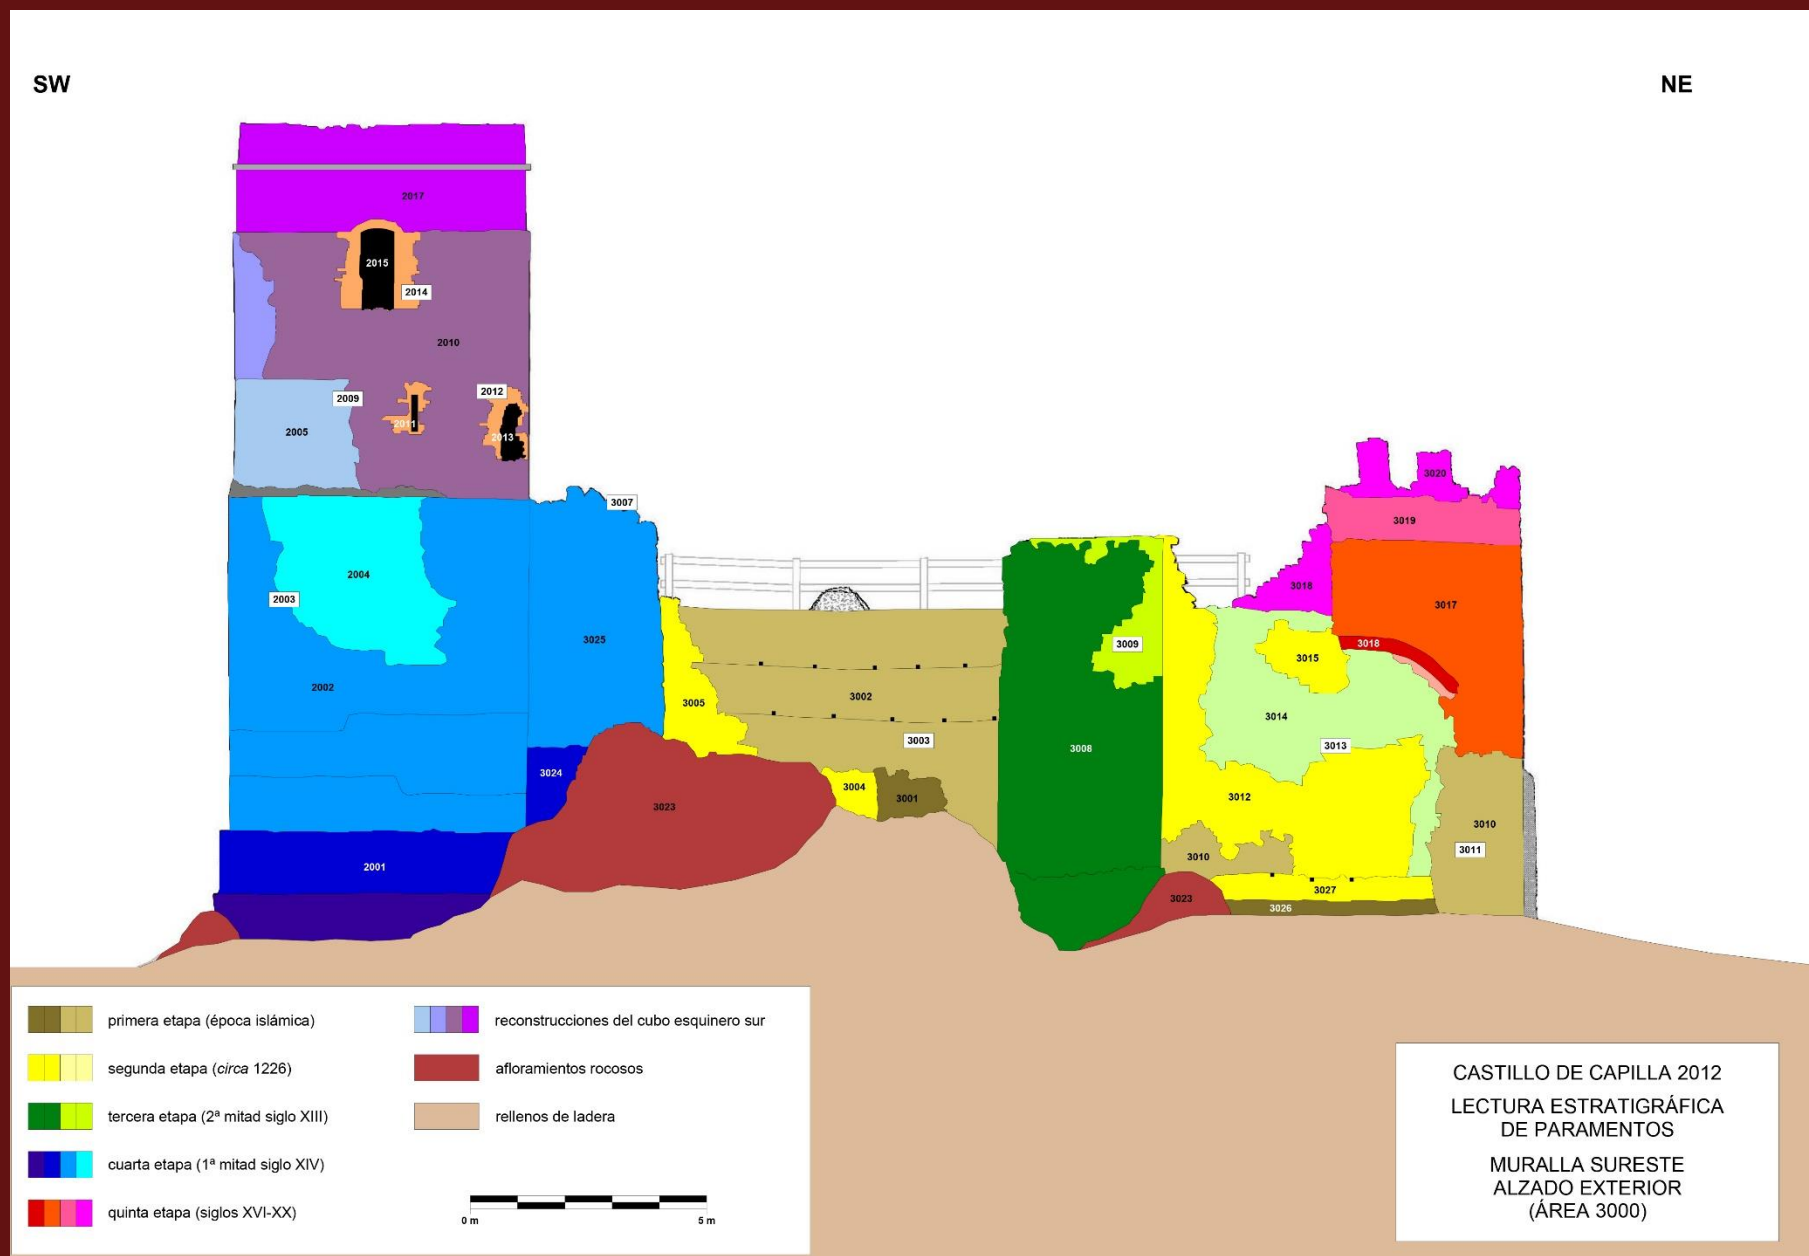 SW
NE
2017
2015
2014
2010
2009
2011
2012
2013
2005
2004
2003
2002
2001
3007
3025
3024
3023
3005
3002
3003
3004
3001
3008
3009
3020
3019
3018
3017
3018
3015
3014
3013
3012
3010
3010
3011
3027
3026
3023
primera etapa (época islámica)
segunda etapa (circa 1226)
tercera etapa (2ª mitad siglo XIII)
cuarta etapa (1ª mitad siglo XIV)
quinta etapa (siglos XVI-XX)
reconstrucciones del cubo esquinero sur
afloramientos rocosos
rellenos de ladera
0 m
5 m
CASTILLO DE CAPILLA 2012
LECTURA ESTRATIGRÁFICA
DE PARAMENTOS
MURALLA SURESTE
ALZADO EXTERIOR
(ÁREA 3000)